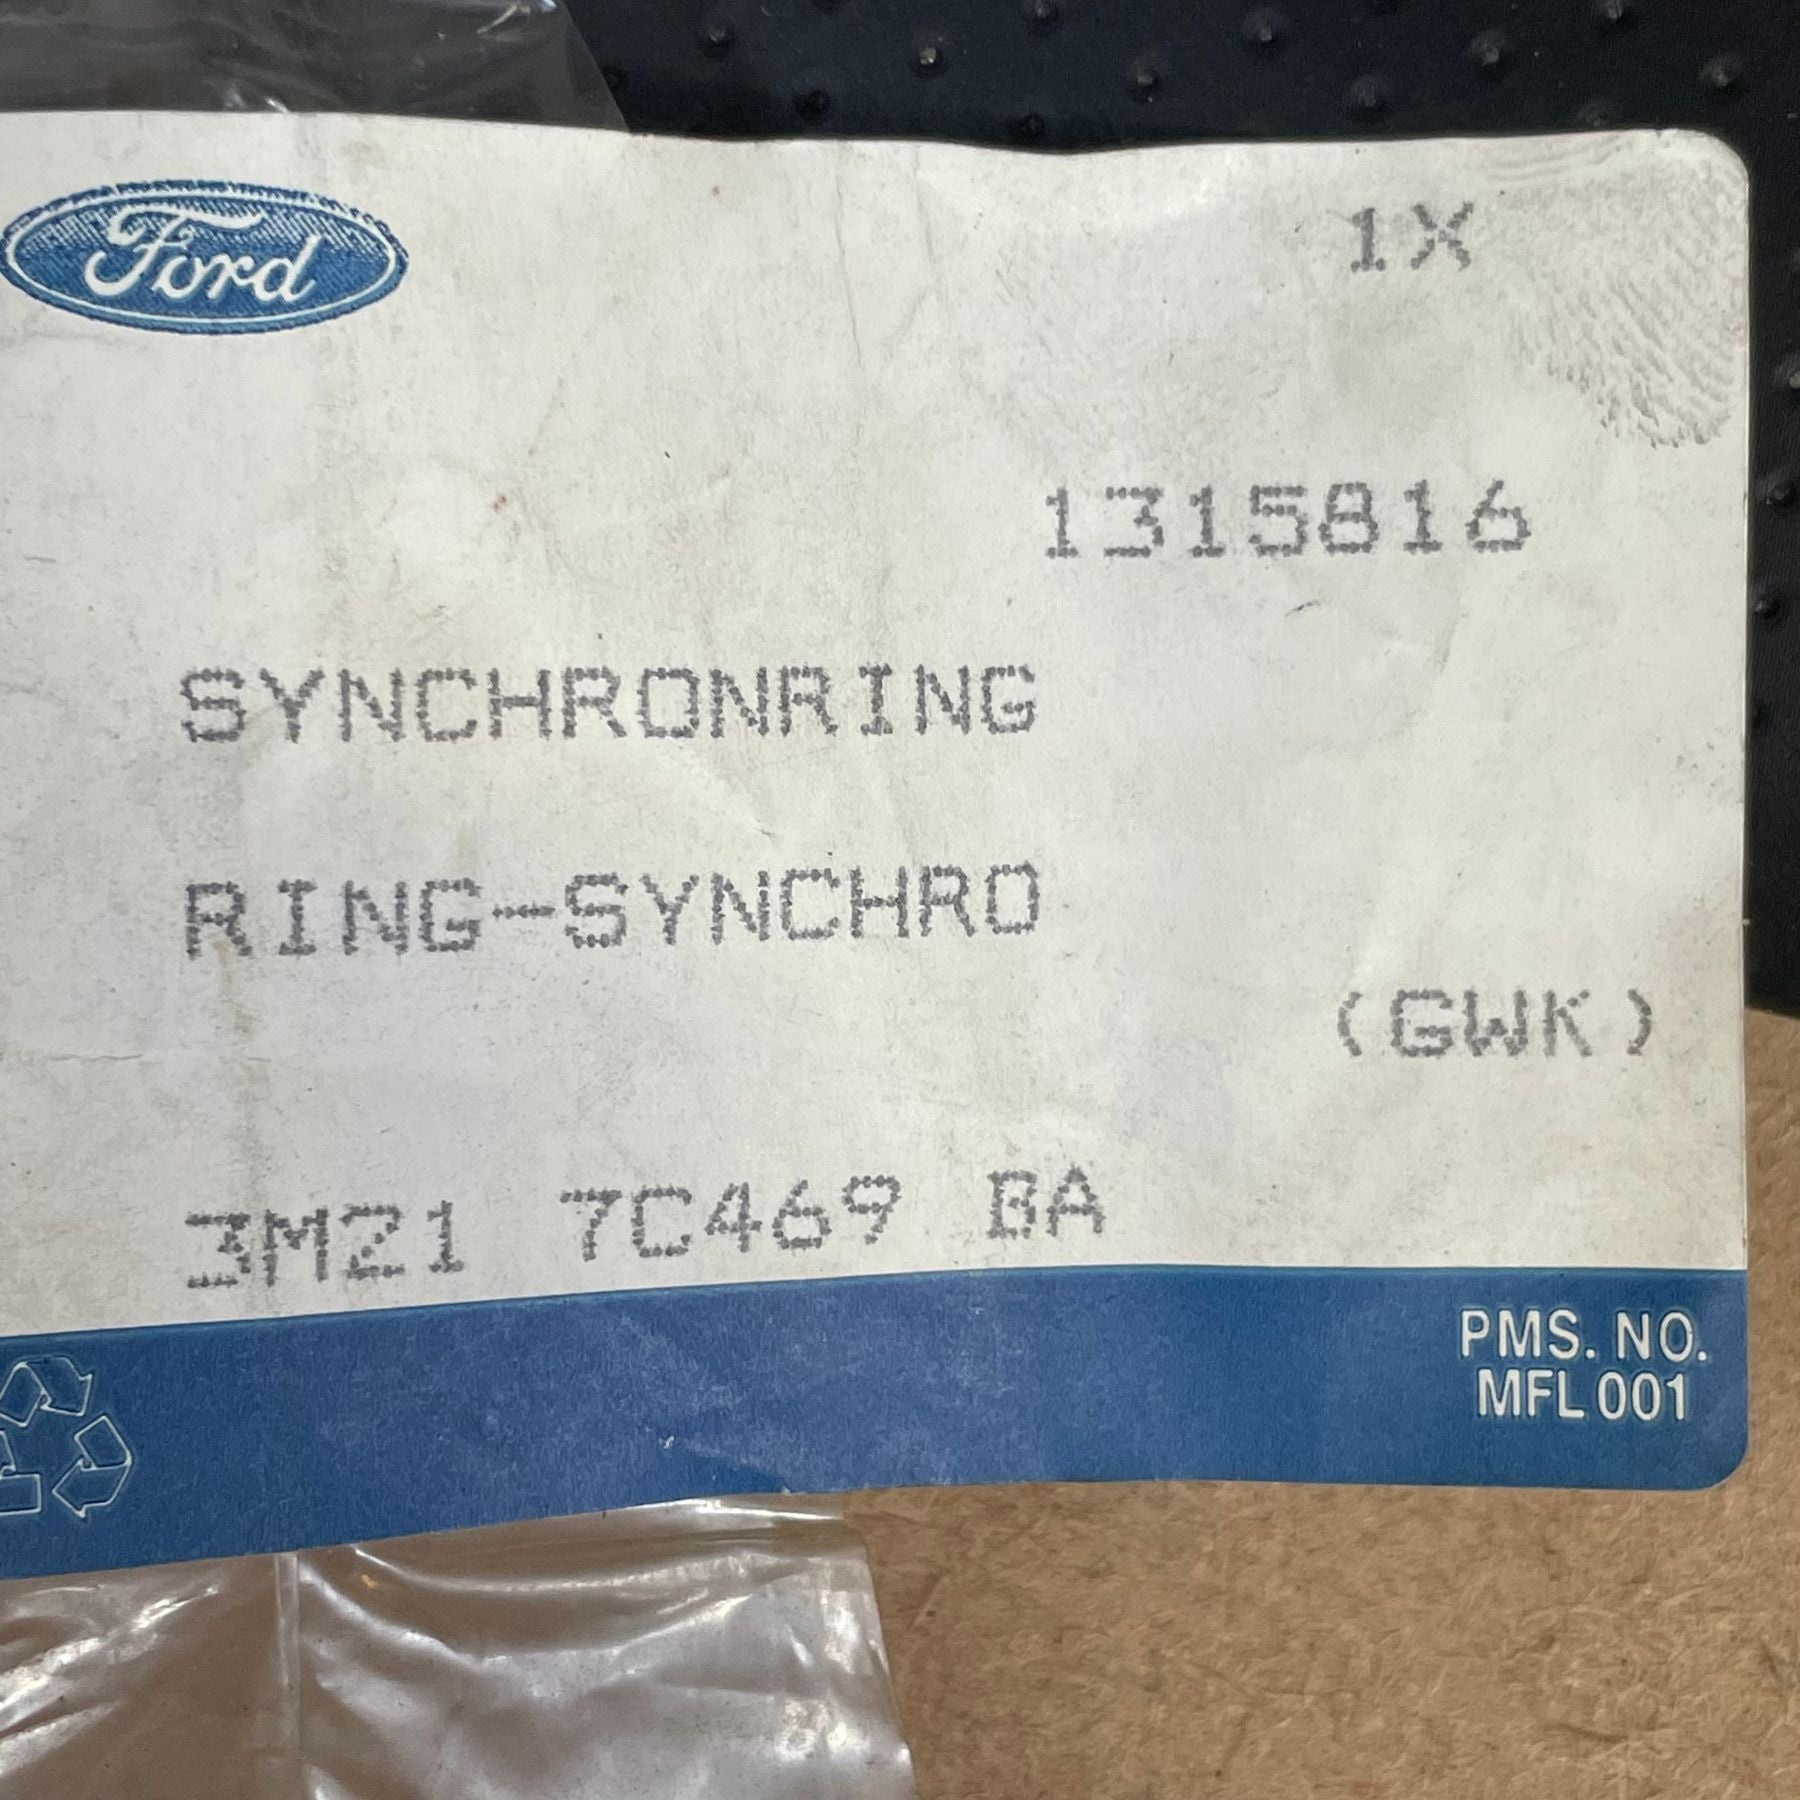 Ford
1X
1315816
SYNCHRONRING
RING-SYNCHRO
(GWK)
3M21 7C469 BA
PMS. NO.
MFL 001